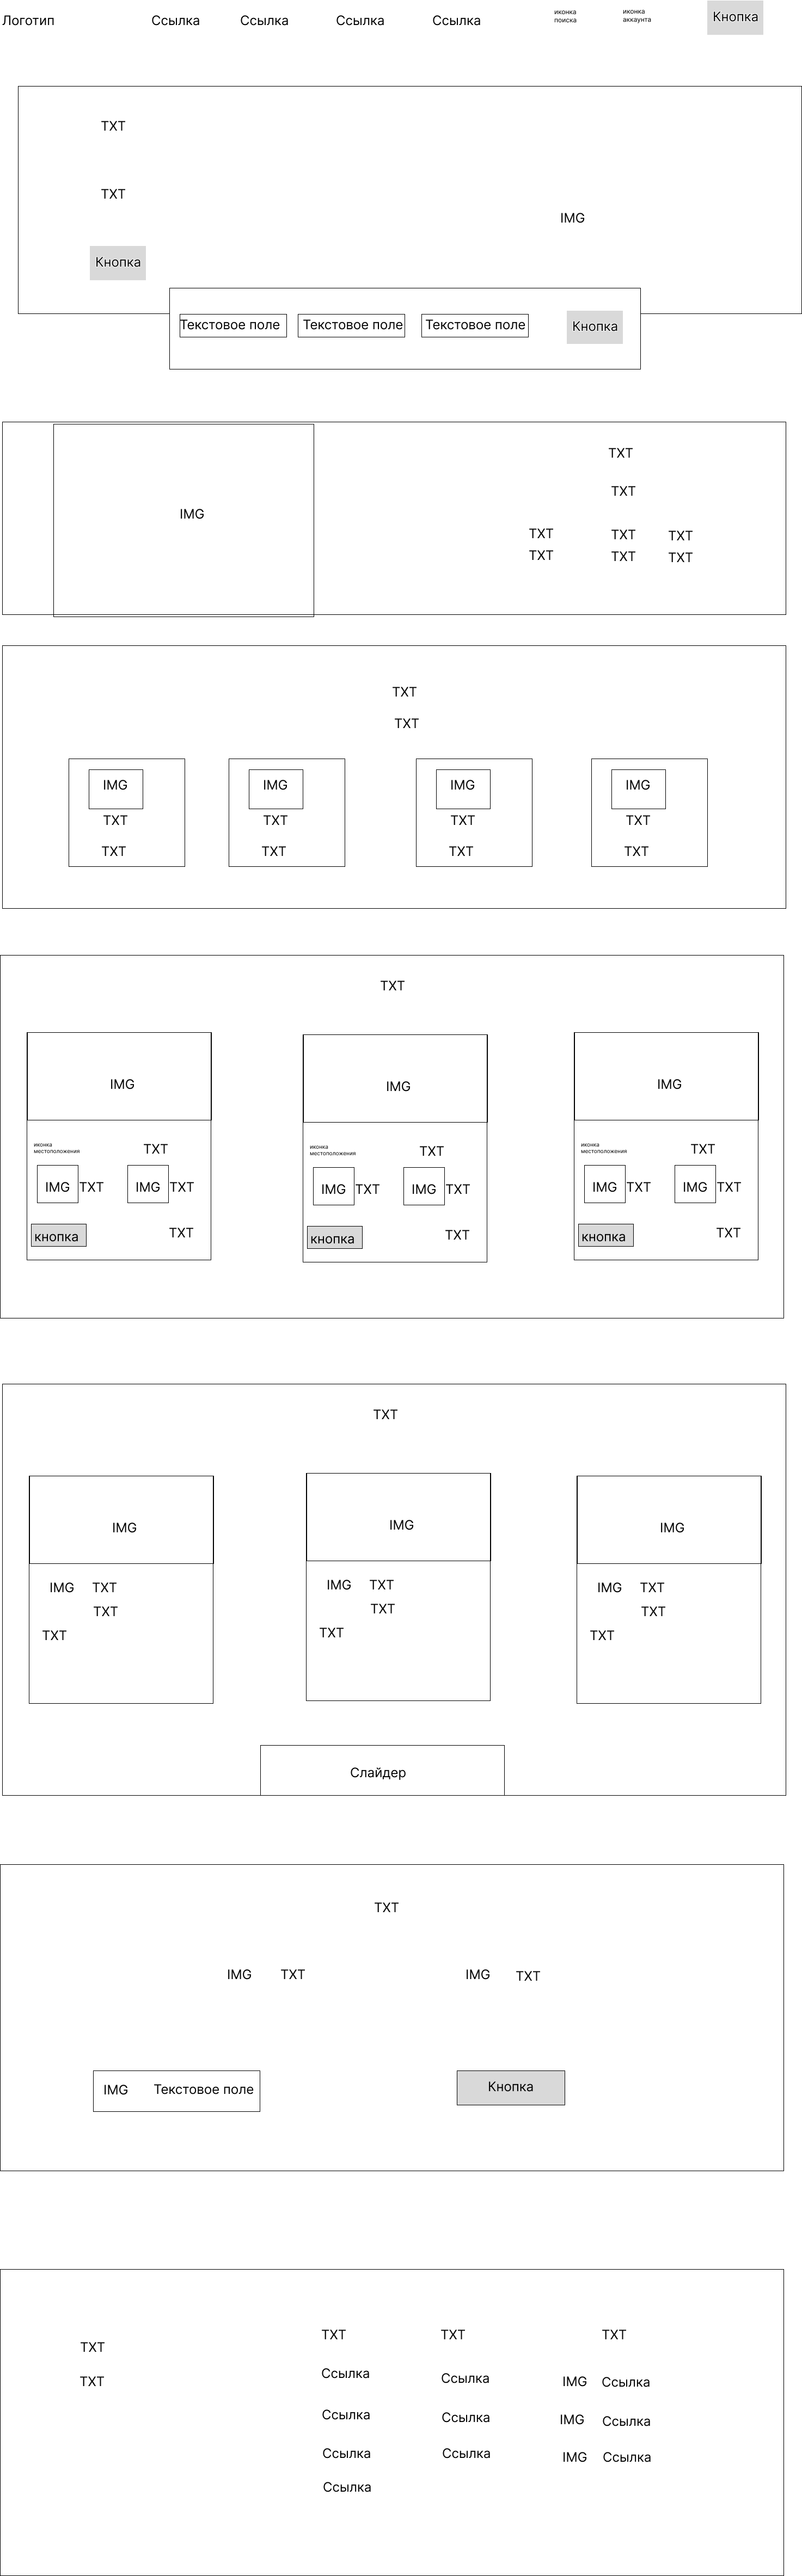 Логотип
Ссылка
Ссылка
Ссылка
Ссылка
иконка
поиска
иконка
аккаунта
Кнопка
TXT
TXT
IMG
Кнопка
Текстовое поле
Текстовое поле
Текстовое поле
Кнопка
IMG
TXT
TXT
TXT
TXT
TXT
TXT
TXT
TXT
TXT
TXT
IMG
TXT
TXT
IMG
TXT
TXT
IMG
TXT
TXT
IMG
TXT
TXT
TXT
IMG
иконка
местоположения
TXT
IMG
TXT
IMG
TXT
кнопка
TXT
IMG
иконка
местоположения
TXT
IMG
TXT
IMG
TXT
кнопка
TXT
IMG
иконка
местоположения
TXT
IMG
TXT
IMG
TXT
кнопка
TXT
TXT
IMG
IMG
TXT
TXT
TXT
IMG
IMG
TXT
TXT
TXT
IMG
IMG
TXT
TXT
TXT
Слайдер
TXT
IMG
TXT
IMG
TXT
IMG
Текстовое поле
Кнопка
TXT
TXT
TXT
Ссылка
Ссылка
Ссылка
Ссылка
TXT
Ссылка
Ссылка
Ссылка
TXT
IMG
Ссылка
IMG
Ссылка
IMG
Ссылка